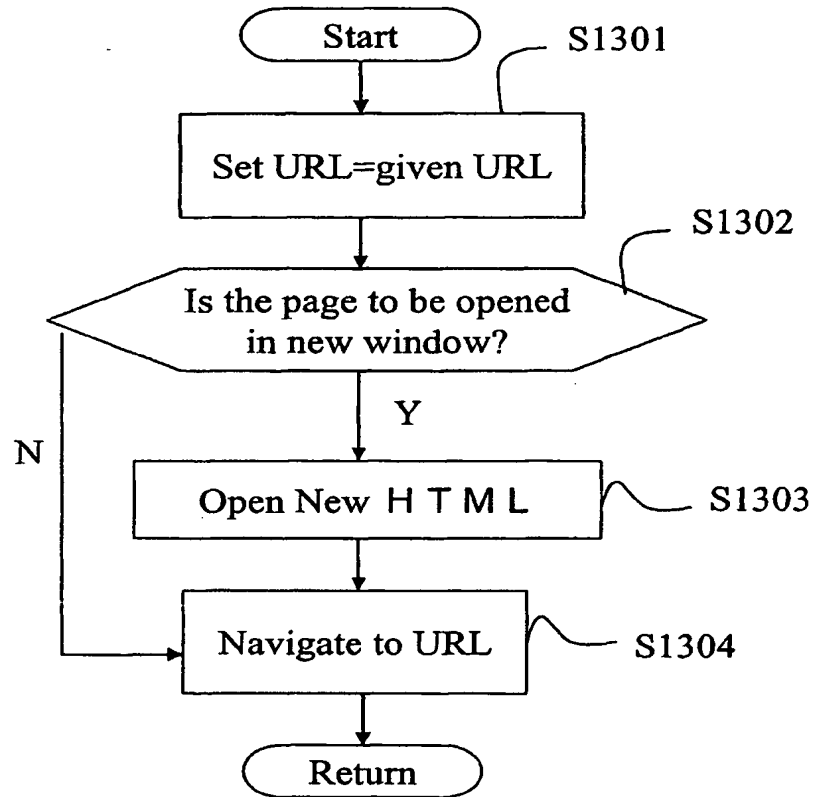 Start
S1301
Set URL=given URL
S1302
Is the page to be opened
in new window?
Y
N
Open New HTML
S1303
Navigate to URL
S1304
Return